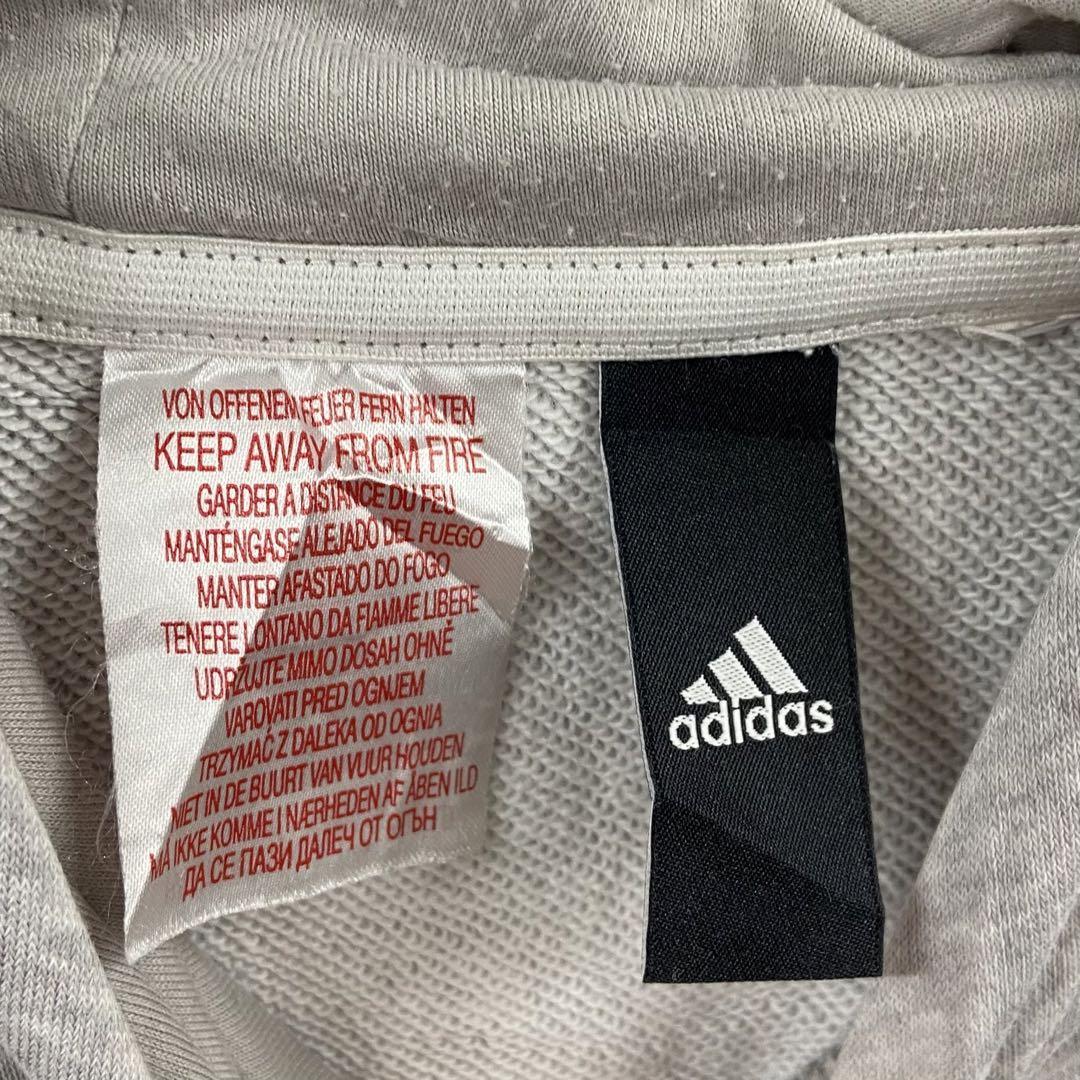 VON OFFENEM FEUER FERN HALTEN
KEEP AWAY FROM FIRE
GARDER A DISTANCE DU FEU
MANTÉNGASE ALEJADO DEL FUEGO
MANTER AFASTADO DO FOGO
TENERE LONTANO DA FIAMME LIBERE
UDRZUJTE MIMO DOSAH OHNĚ
VAROVATI PRED OGNJEM
TRZYMAĆ Z DALEKA OD OGNIA
NIET IN DE BUURT VAN VUUR HOUDEN
MÅ IKKE KOMME I NÆRHEDEN AF ÅBEN ILD
ДА СЕ ПАЗИ ДАЛЕЧ ОТ ОГЪН
adidas